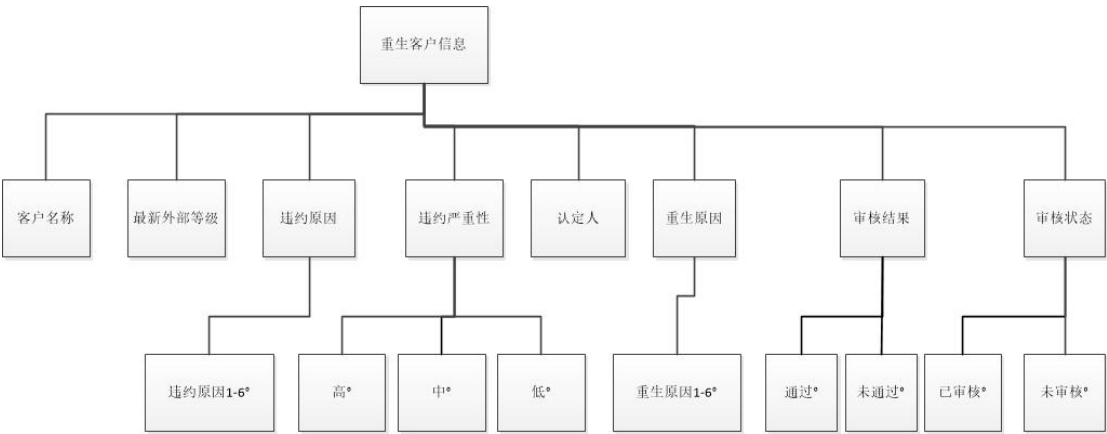 重生客户信息
客户名称
最新外部等级
违约原因
违约严重性
认定人
重生原因
审核结果
审核状态
违约原因1-6°
高°
中°
低°
重生原因1-6°
通过°
未通过°
已审核°
未审核°